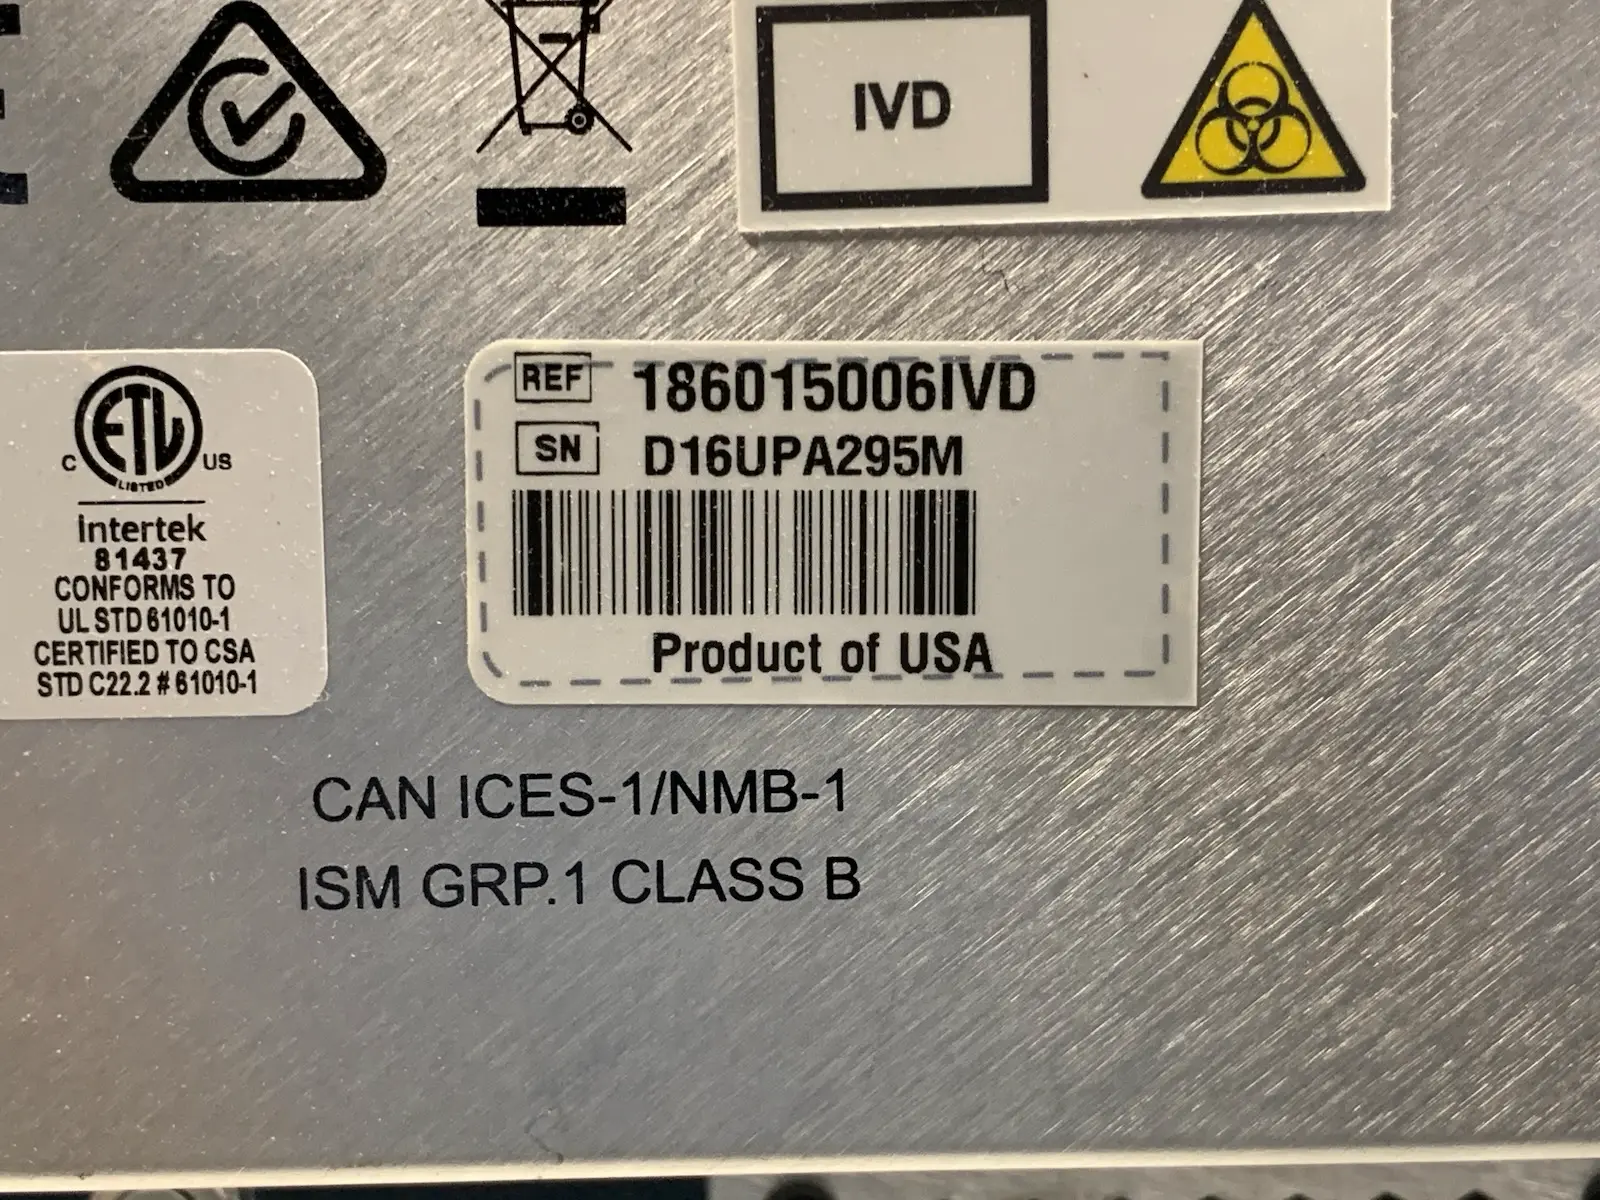 IVD
REF 186015006IVD
SN D16UPA295M
Product of USA
C ETL US
LISTED
Intertek
81437
CONFORMS TO
UL STD 61010-1
CERTIFIED TO CSA
STD C22.2 # 61010-1
CAN ICES-1/NMB-1
ISM GRP.1 CLASS B